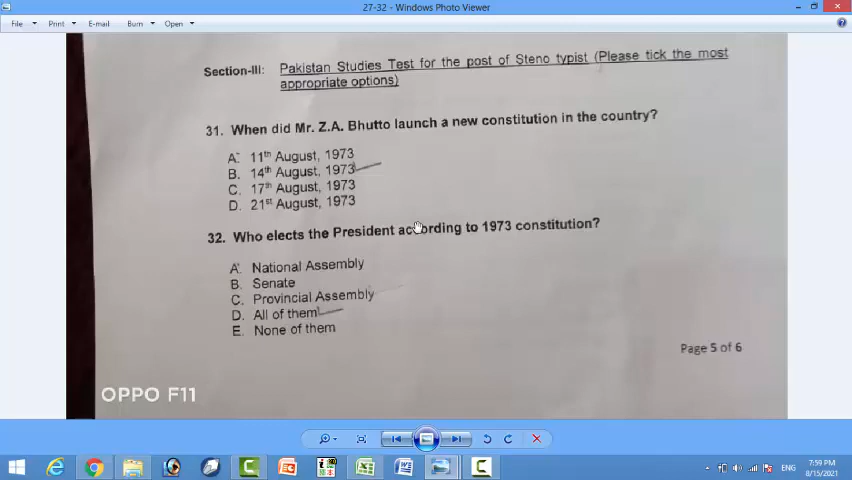 27-32 - Windows Photo Viewer
File Print E-mail Burn Open
Section-III: Pakistan Studies Test for the post of Steno typist (Please tick the most
appropriate options)
31. When did Mr. Z.A. Bhutto launch a new constitution in the country?
A. 11th August, 1973
B. 14th August, 1973
C. 17th August, 1973
D. 21st August, 1973
32. Who elects the President according to 1973 constitution?
A. National Assembly
B. Senate
C. Provincial Assembly
D. All of them
E. None of them
Page 5 of 6
OPPO F11
ENG
7:59 PM
8/15/2021